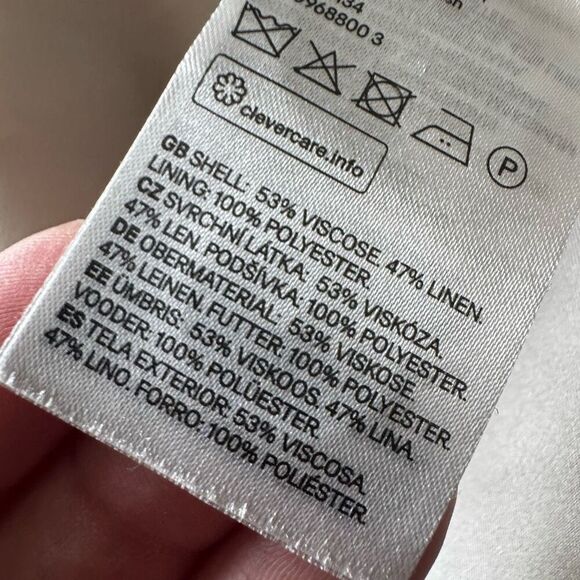 968800 3
clevercare.info
GB SHELL: 53% VISCOSE. 47% LINEN.
LINING: 100% POLYESTER.
CZ SVRCHNÍ LÁTKA: 53% VISKÓZA.
47% LEN. PODŠÍVKA: 100% POLYESTER.
DE OBERMATERIAL: 53% VISKOSE.
47% LEINEN. FUTTER: 100% POLYESTER.
EE ÜMBRIS: 53% VISKOOS. 47% LINA.
VOODER: 100% POLÜESTER.
ES TELA EXTERIOR: 53% VISCOSA.
47% LINO. FORRO: 100% POLIÉSTER.
P